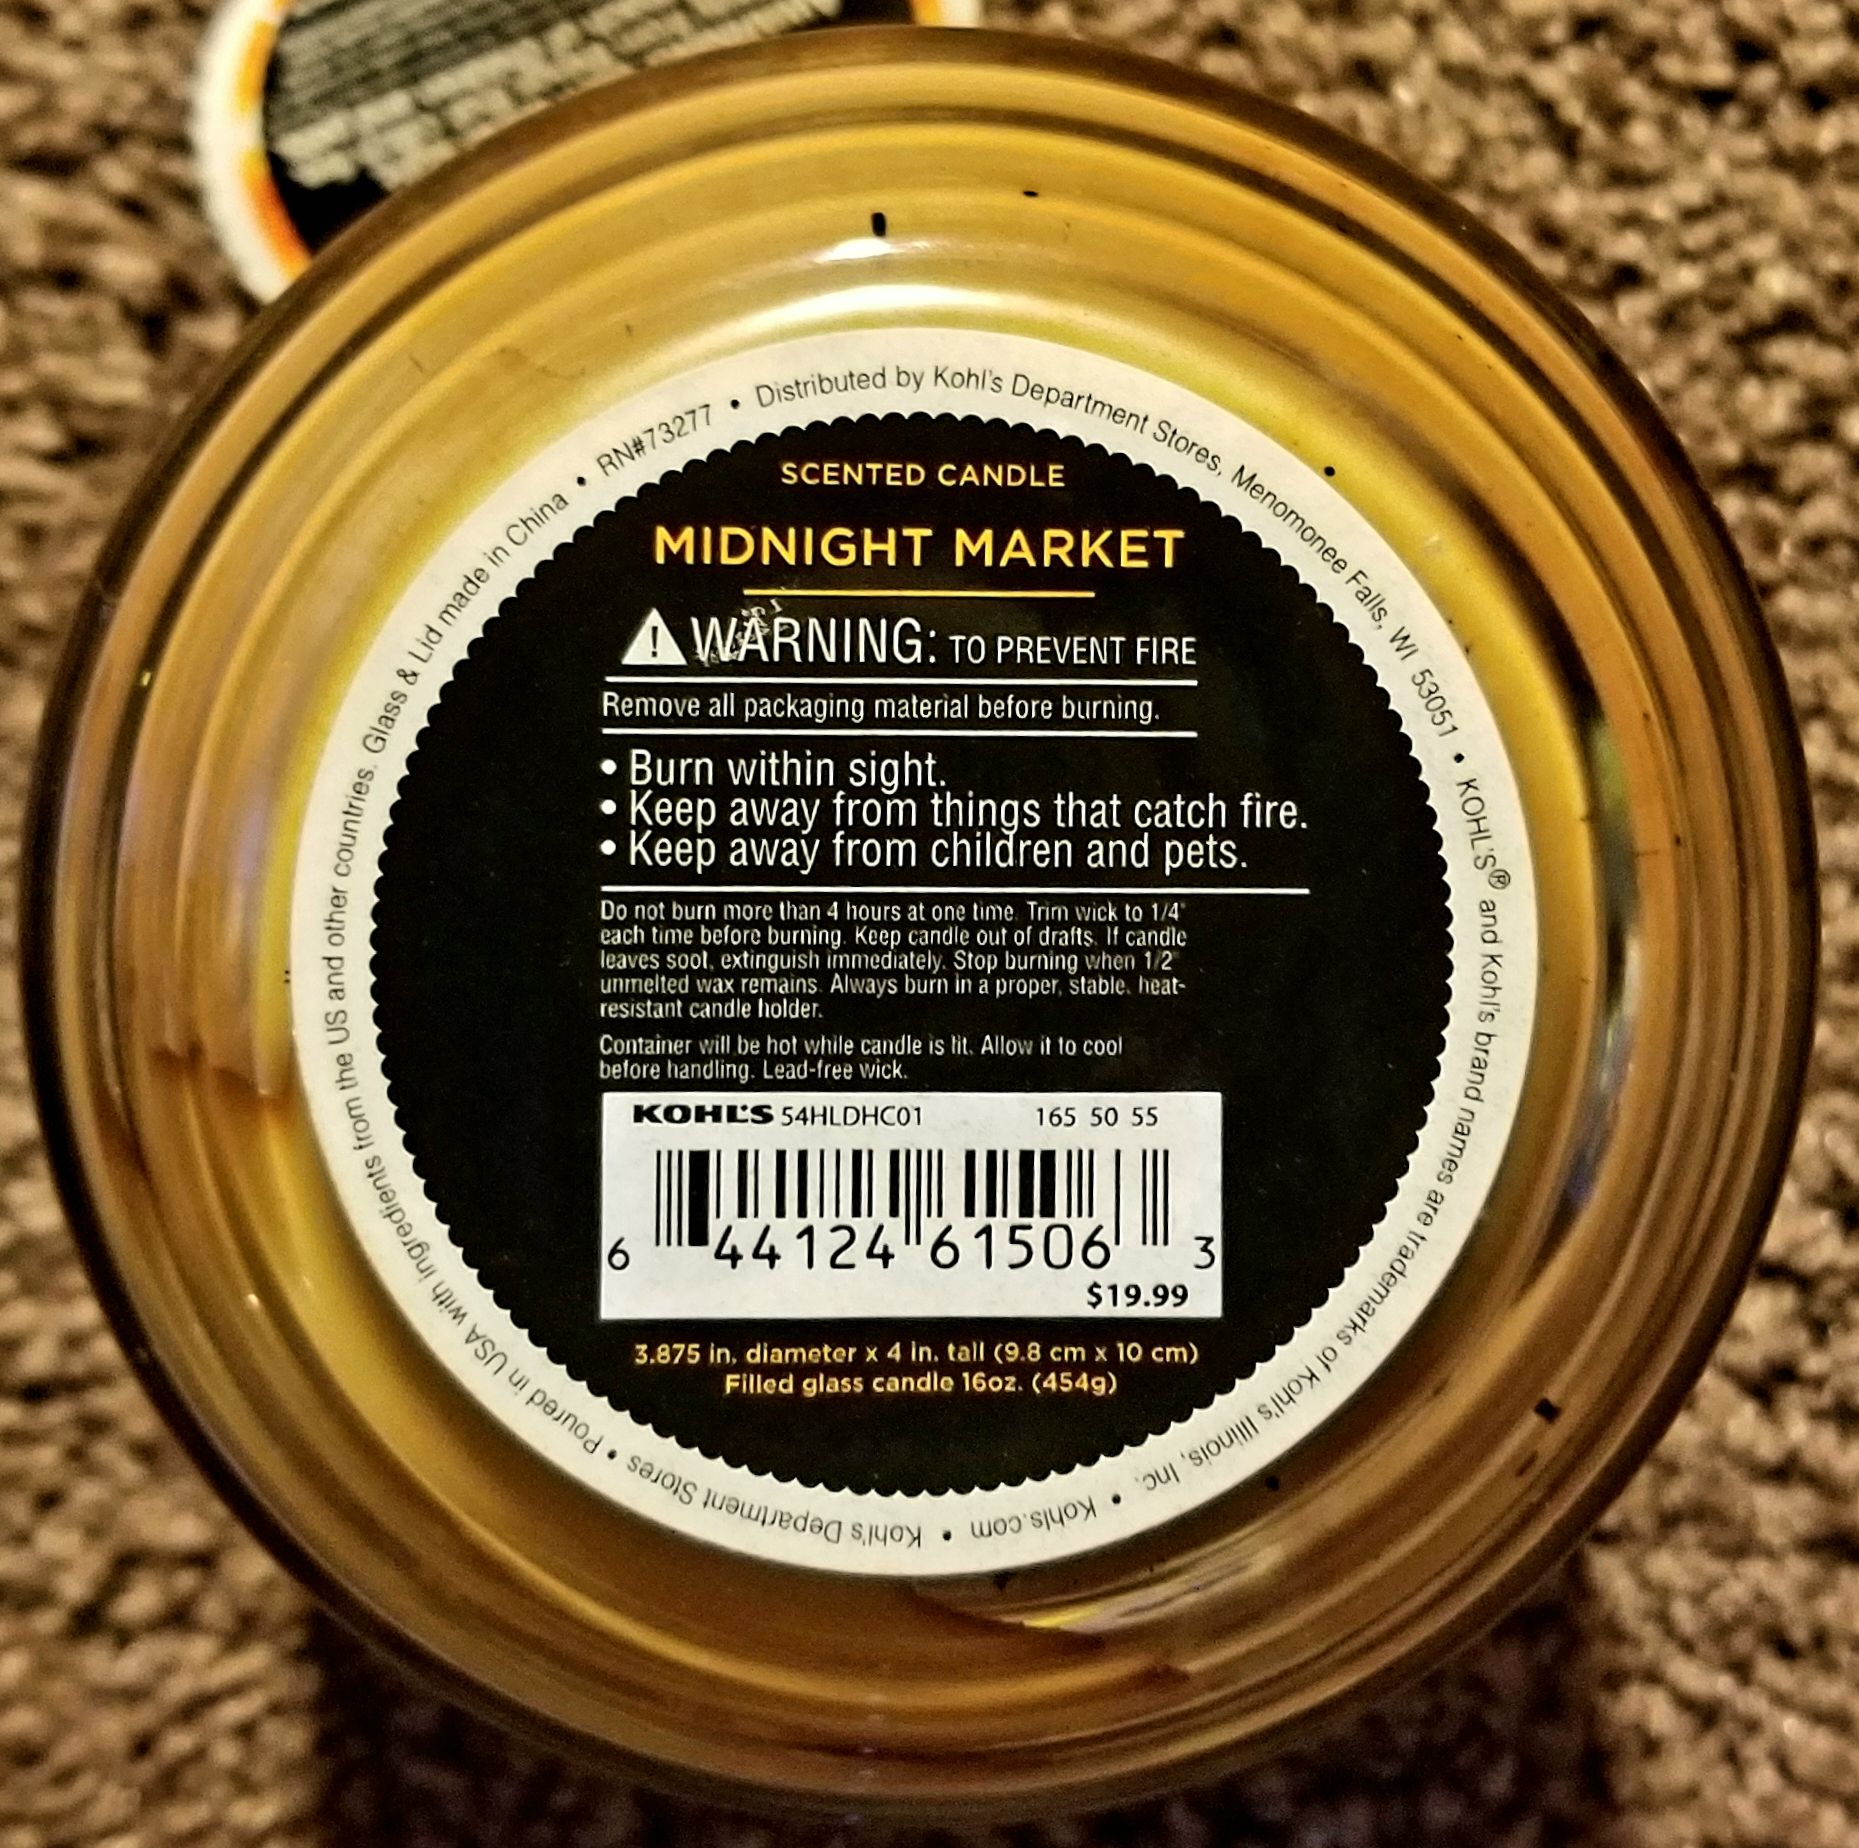 SCENTED CANDLE
MIDNIGHT MARKET
WARNING: TO PREVENT FIRE
Remove all packaging material before burning.
• Burn within sight.
• Keep away from things that catch fire.
• Keep away from children and pets.
Do not burn more than 4 hours at one time. Trim wick to 1/4"
each time before burning. Keep candle out of drafts. If candle
leaves soot, extinguish immediately. Stop burning when 1/2"
unmelted wax remains. Always burn in a proper, stable, heat-
resistant candle holder.
Container will be hot while candle is lit. Allow it to cool
before handling. Lead-free wick.
KOHL'S 54HLDHC01 165 50 55
6 44124 61506 3
$19.99
3.875 in. diameter x 4 in. tall (9.8 cm x 10 cm)
Filled glass candle 16oz. (454g)
• Distributed by Kohl's Department Stores, Menomonee Falls, WI 53051 • KOHL'S® and Kohl's brand names are trademarks of Kohl's Illinois, Inc. • Kohls.com • Kohl's Department Stores • Poured in USA with ingredients from the US and other countries. Glass & Lid made in China • RN#73277